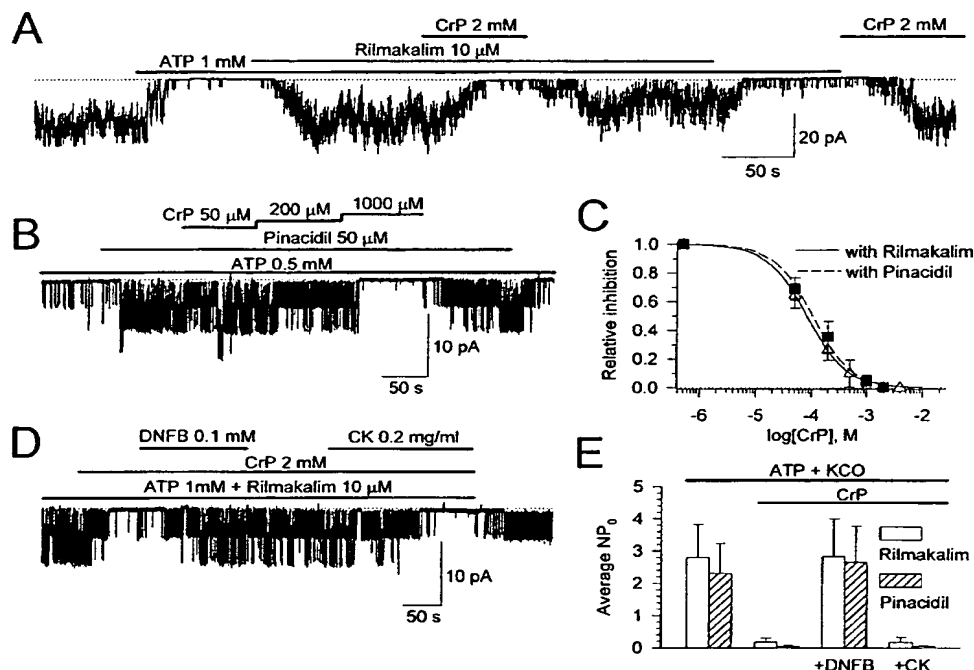 A
CrP 2 mM
CrP 2 mM
Rilmakalim 10 μM
ATP 1 mM
20 pA
50 s
B
CrP 50 μM
200 μM
1000 μM
Pinacidil 50 μM
ATP 0.5 mM
10 pA
50 s
C
1.0
0.8
0.6
0.4
0.2
0.0
Relative inhibition
with Rilmakalim
with Pinacidil
-6
-5
-4
-3
-2
log[CrP], M
D
DNFB 0.1 mM
CK 0.2 mg/ml
CrP 2 mM
ATP 1mM + Rilmakalim 10 μM
10 pA
50 s
E
ATP + KCO
CrP
5
4
3
2
1
0
Average NP0
Rilmakalim
Pinacidil
+DNFB
+CK